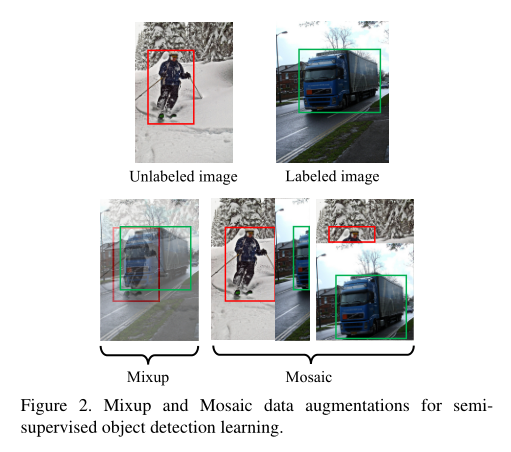 Unlabeled image
Labeled image
Mixup
Mosaic
Figure 2. Mixup and Mosaic data augmentations for semi-
supervised object detection learning.